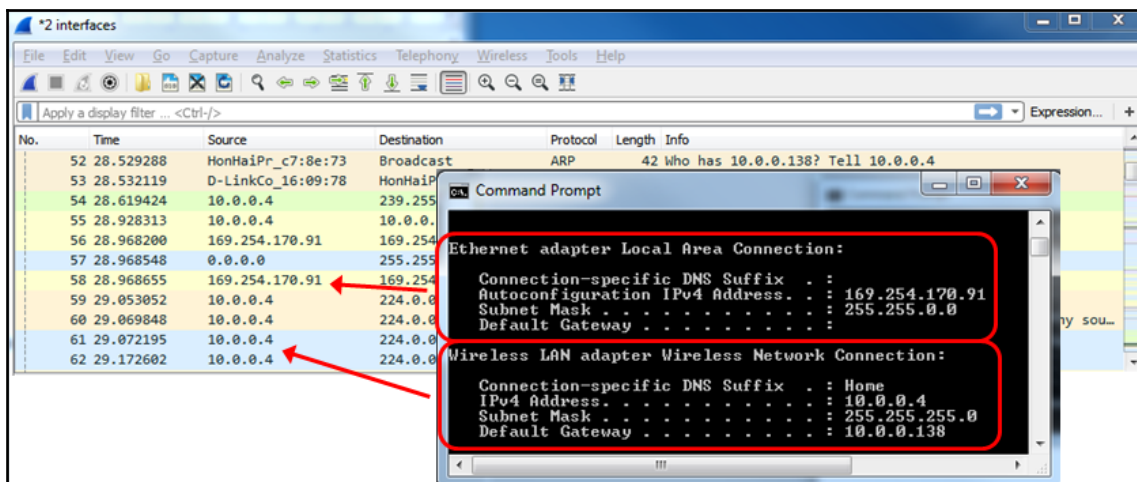 *2 interfaces
File Edit View Go Capture Analyze Statistics Telephony Wireless Tools Help
Apply a display filter ... <Ctrl-/> Expression... +
No. Time Source Destination Protocol Length Info
52 28.529288 HonHaiPr_c7:8e:73 Broadcast ARP 42 Who has 10.0.0.138? Tell 10.0.0.4
53 28.532119 D-LinkCo_16:09:78 HonHaiP
54 28.619424 10.0.0.4 239.255
55 28.928313 10.0.0.4 10.0.0.
56 28.968200 169.254.170.91 169.254
57 28.968548 0.0.0.0 255.255
58 28.968655 169.254.170.91 169.254
59 29.053052 10.0.0.4 224.0.0
60 29.069848 10.0.0.4 224.0.0 ny sou...
61 29.072195 10.0.0.4 224.0.0
62 29.172602 10.0.0.4 224.0.0
Command Prompt
Ethernet adapter Local Area Connection:
Connection-specific DNS Suffix . :
Autoconfiguration IPv4 Address. . : 169.254.170.91
Subnet Mask . . . . . . . . . . . : 255.255.0.0
Default Gateway . . . . . . . . . :
Wireless LAN adapter Wireless Network Connection:
Connection-specific DNS Suffix . : Home
IPv4 Address. . . . . . . . . . . : 10.0.0.4
Subnet Mask . . . . . . . . . . . : 255.255.255.0
Default Gateway . . . . . . . . . : 10.0.0.138